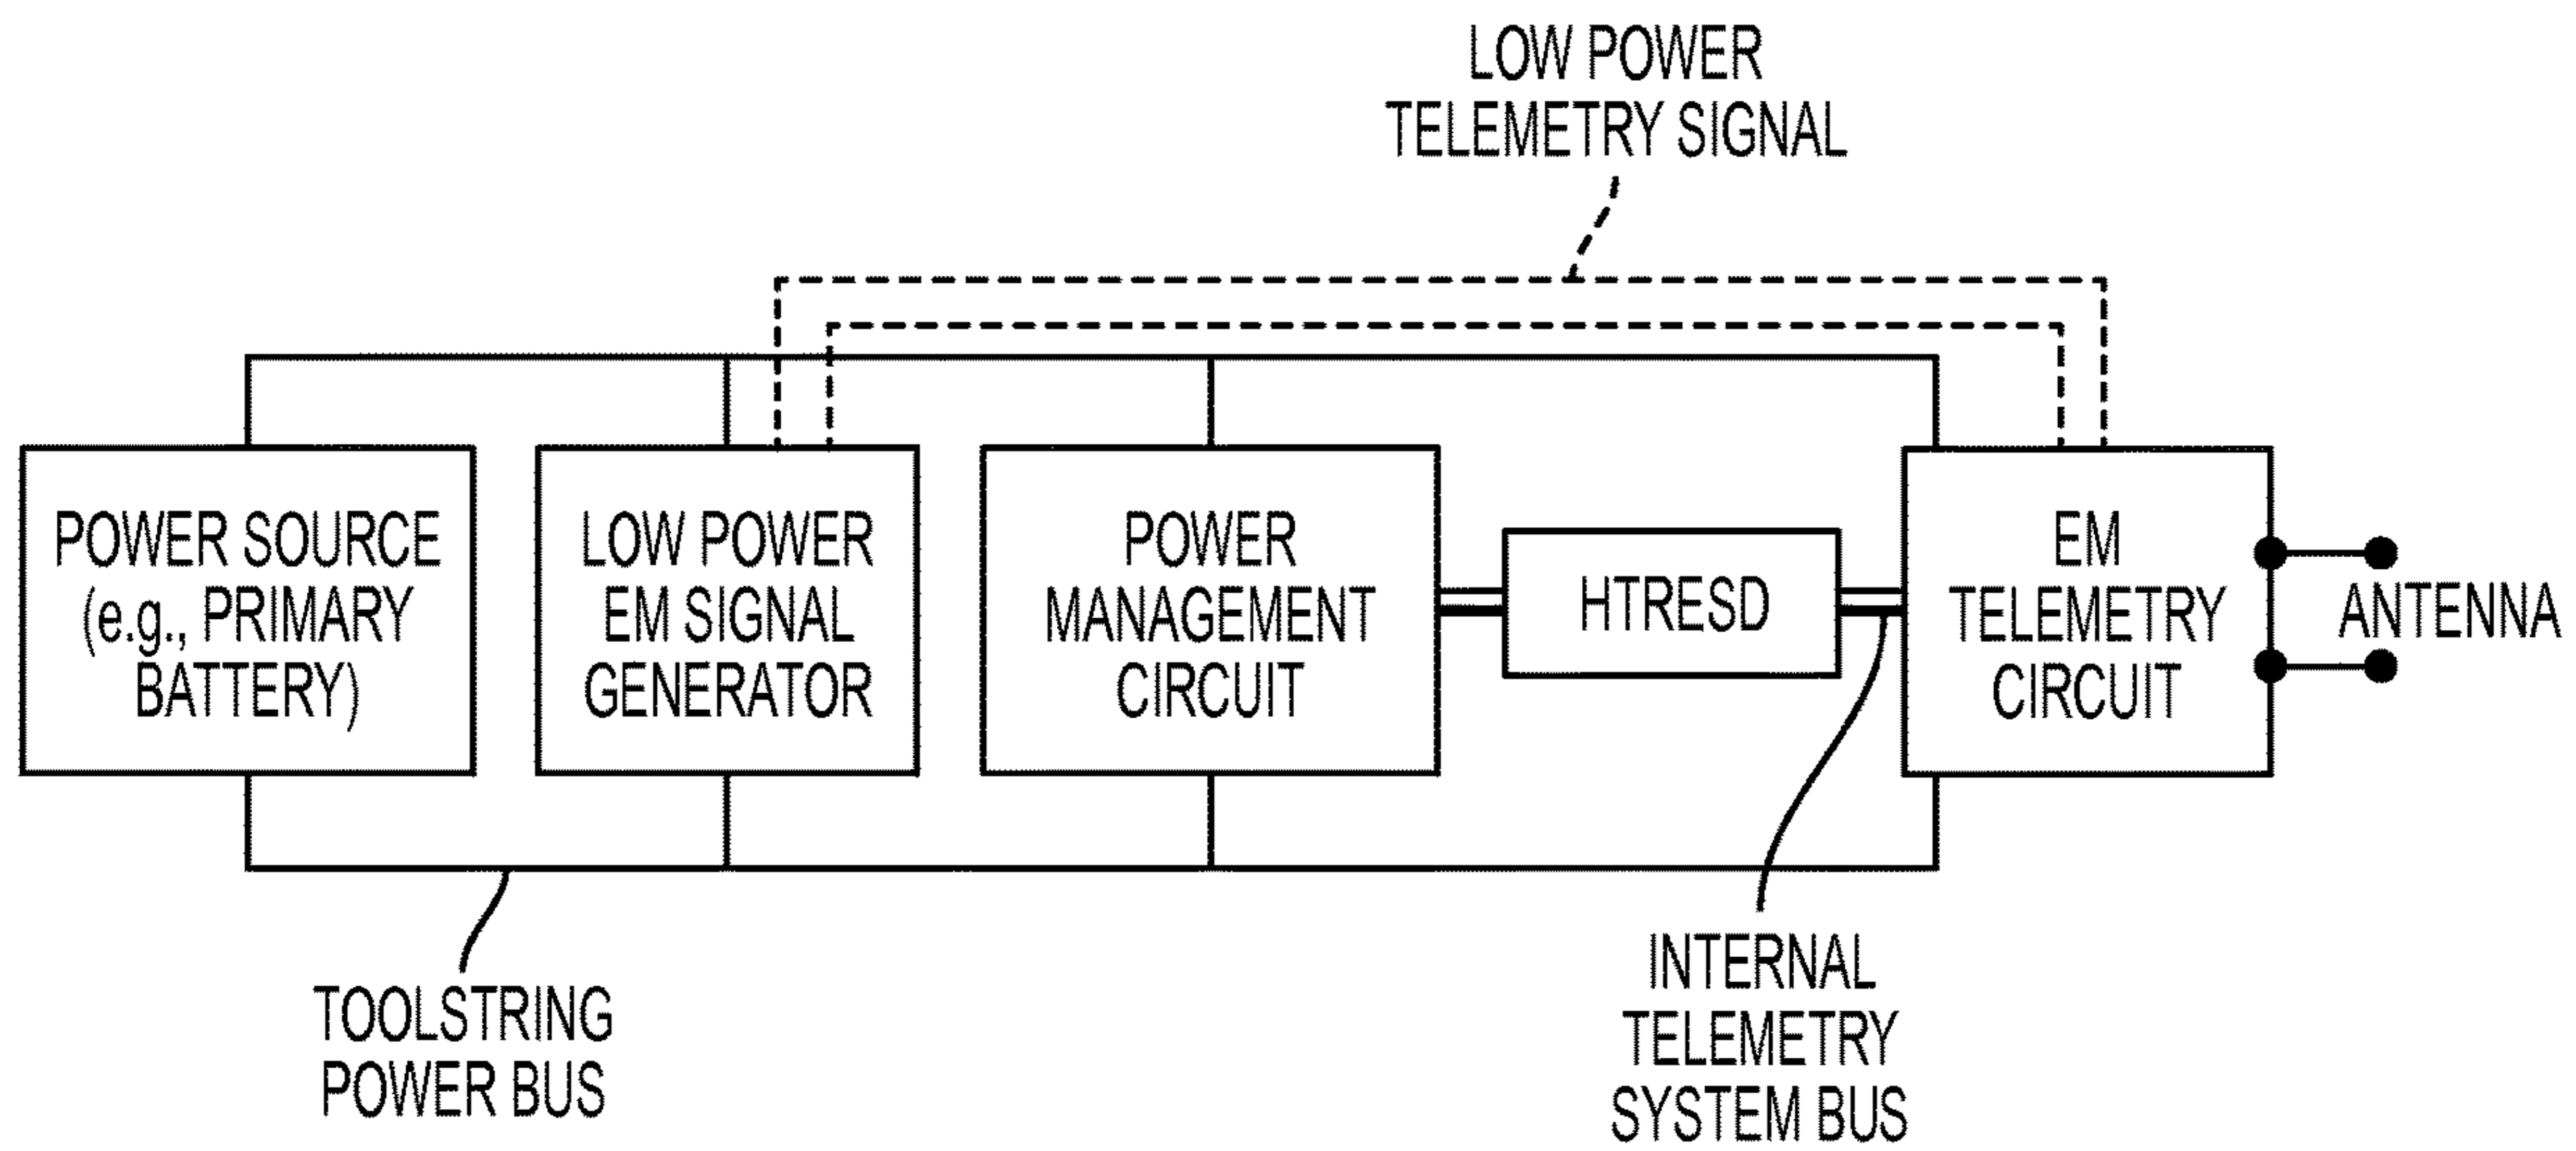 LOW POWER
TELEMETRY SIGNAL
POWER SOURCE
(e.g., PRIMARY
BATTERY)
LOW POWER
EM SIGNAL
GENERATOR
POWER
MANAGEMENT
CIRCUIT
HTRESD
EM
TELEMETRY
CIRCUIT
ANTENNA
TOOLSTRING
POWER BUS
INTERNAL
TELEMETRY
SYSTEM BUS